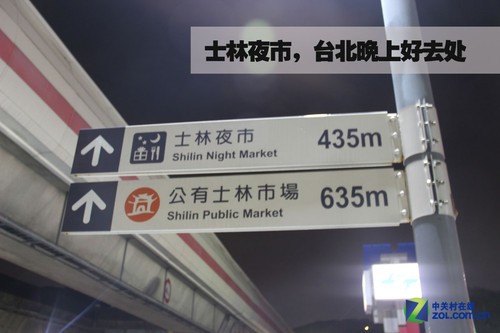 士林夜市，台北晚上好去处
士林夜市 435m
Shilin Night Market
公有士林市場 635m
Shilin Public Market
中关村在线
zol.com.cn